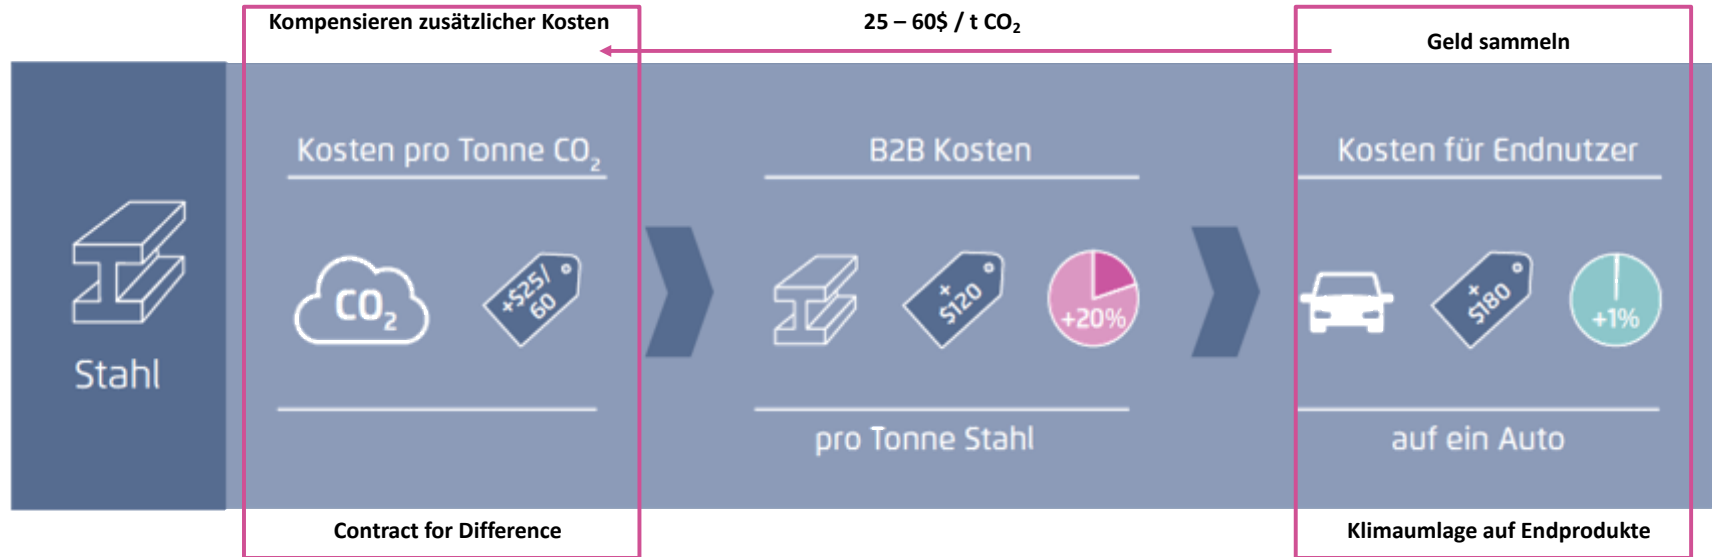 Kompensieren zusätzlicher Kosten
25 – 60$ / t CO₂
Geld sammeln
Kosten pro Tonne CO₂
B2B Kosten
Kosten für Endnutzer
Stahl
CO₂
+$25/
60
+
$120
+20%
+
$180
+1%
pro Tonne Stahl
auf ein Auto
Contract for Difference
Klimaumlage auf Endprodukte